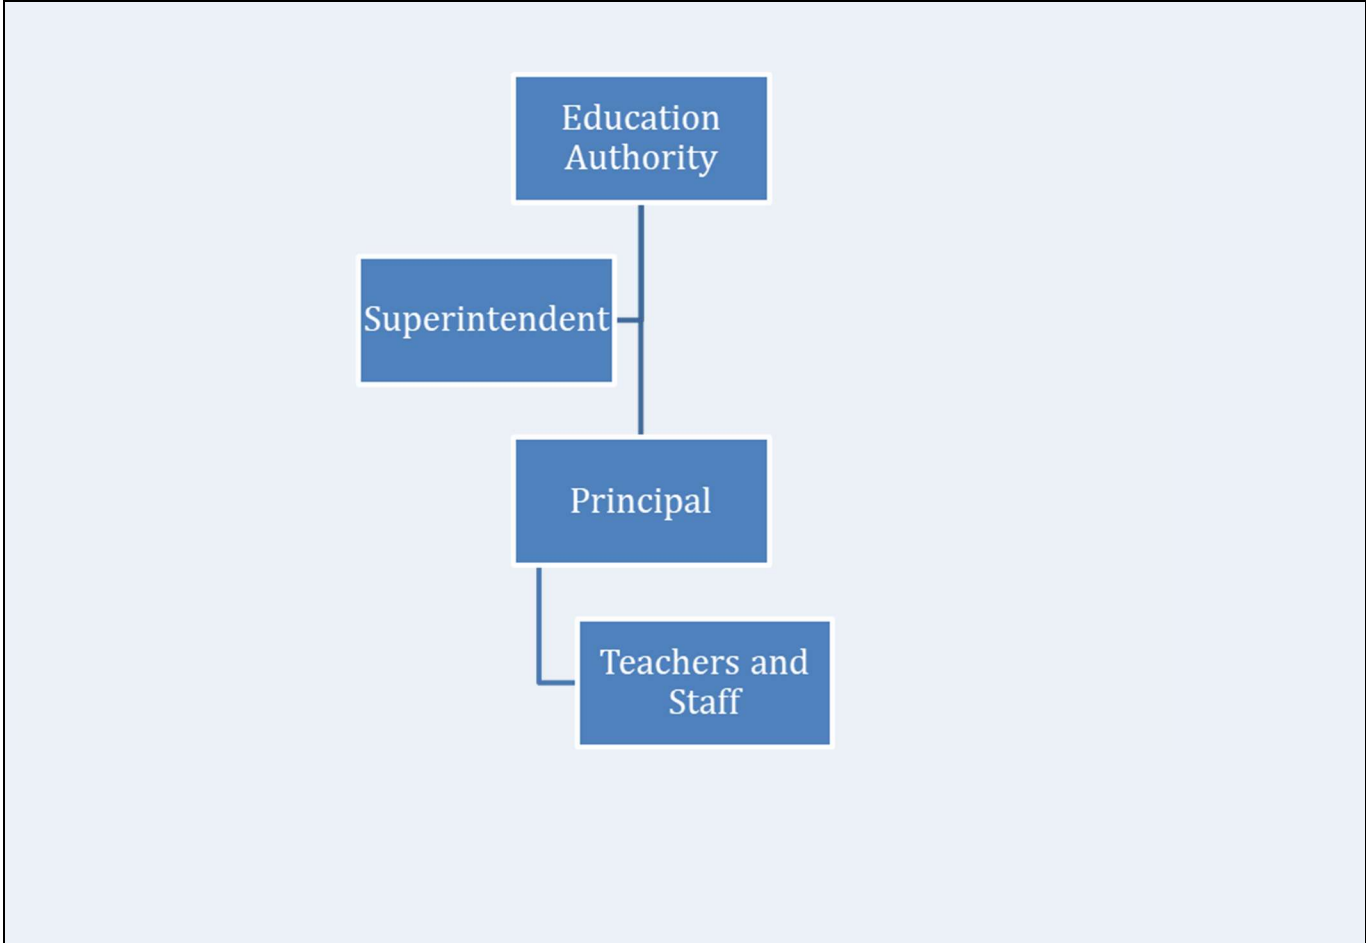 Education
Authority
Superintendent
Principal
Teachers and
Staff